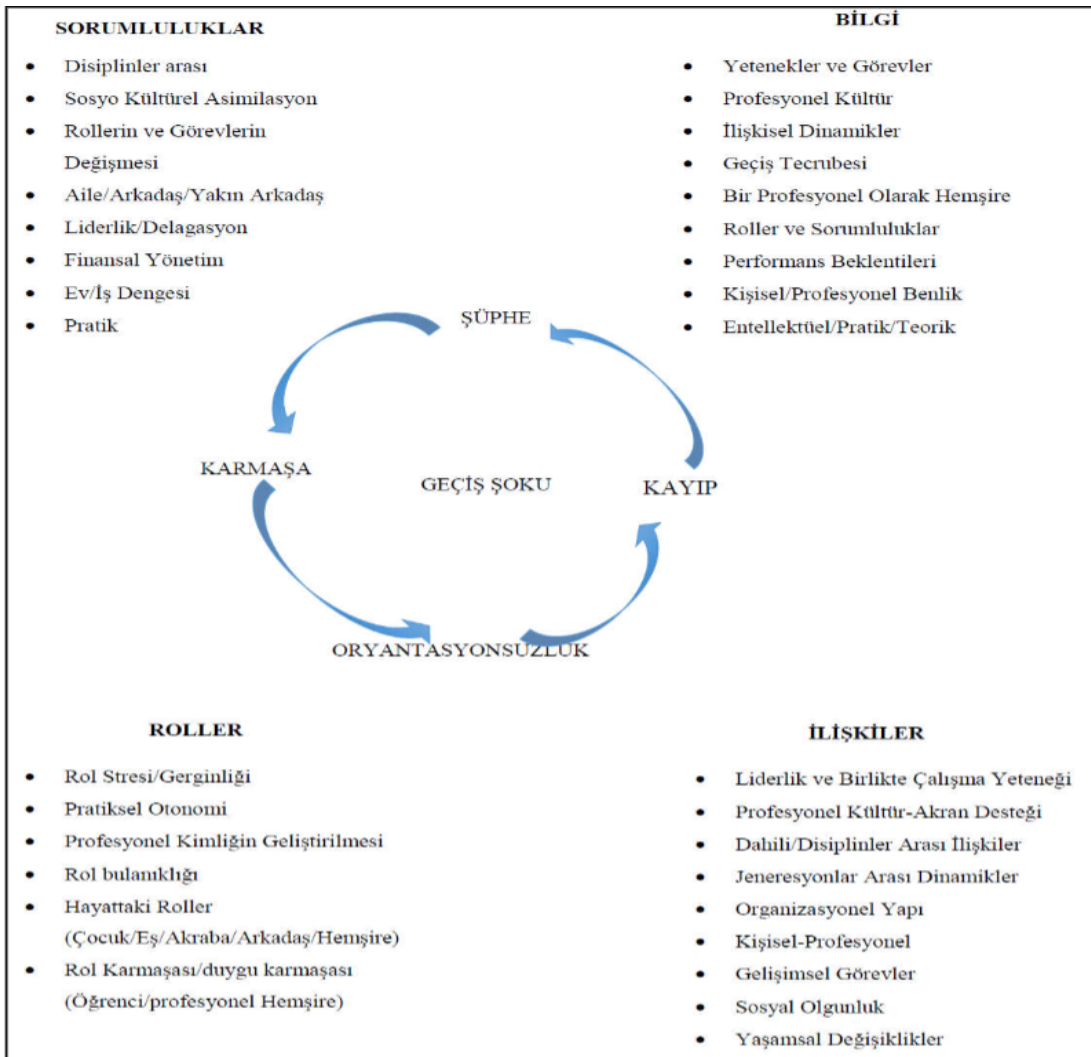 SORUMLULUKLAR
• Disiplinler arası
• Sosyo Kültürel Asimilasyon
• Rollerin ve Görevlerin
Değişmesi
• Aile/Arkadaş/Yakın Arkadaş
• Liderlik/Delagasyon
• Finansal Yönetim
• Ev/İş Dengesi
• Pratik
BİLGİ
• Yetenekler ve Görevler
• Profesyonel Kültür
• İlişkisel Dinamikler
• Geçiş Tecrubesi
• Bir Profesyonel Olarak Hemşire
• Roller ve Sorumluluklar
• Performans Beklentileri
• Kişisel/Profesyonel Benlik
• Entellektüel/Pratik/Teorik
ŞÜPHE
KARMAŞA
GEÇİŞ ŞOKU
KAYIP
ORYANTASYONSUZLUK
ROLLER
• Rol Stresi/Gerginliği
• Pratiksel Otonomi
• Profesyonel Kimliğin Geliştirilmesi
• Rol bulanıklığı
• Hayattaki Roller
(Çocuk/Eş/Akraba/Arkadaş/Hemşire)
• Rol Karmaşası/duygu karmaşası
(Öğrenci/profesyonel Hemşire)
İLİŞKİLER
• Liderlik ve Birlikte Çalışma Yeteneği
• Profesyonel Kültür-Akran Desteği
• Dahili/Disiplinler Arası İlişkiler
• Jeneresyonlar Arası Dinamikler
• Organizasyonel Yapı
• Kişisel-Profesyonel
• Gelişimsel Görevler
• Sosyal Olgunluk
• Yaşamsal Değişiklikler